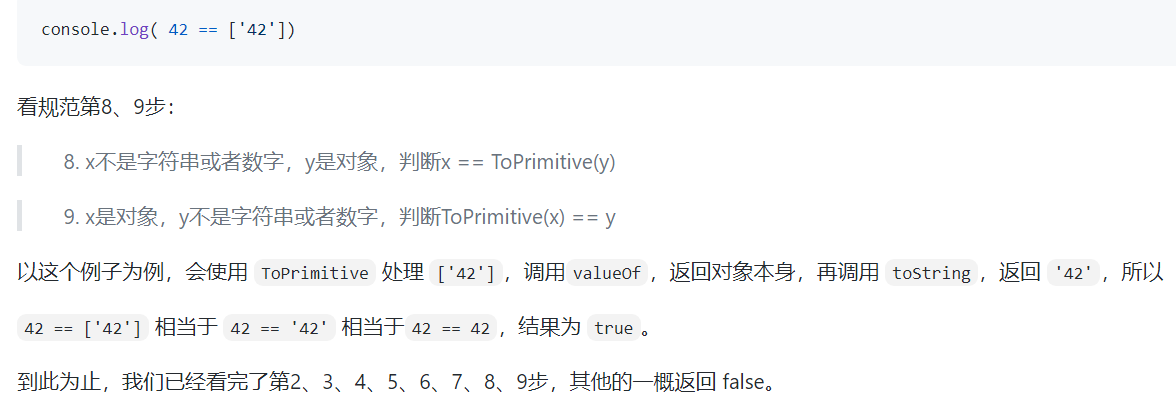 console.log( 42 == ['42'])
看规范第8、9步：
8. x不是字符串或者数字，y是对象，判断x == ToPrimitive(y)
9. x是对象，y不是字符串或者数字，判断ToPrimitive(x) == y
以这个例子为例，会使用 ToPrimitive 处理 ['42']，调用 valueOf，返回对象本身，再调用 toString，返回 '42'，所以
42 == ['42'] 相当于 42 == '42' 相当于 42 == 42，结果为 true。
到此为止，我们已经看完了第2、3、4、5、6、7、8、9步，其他的一概返回 false。